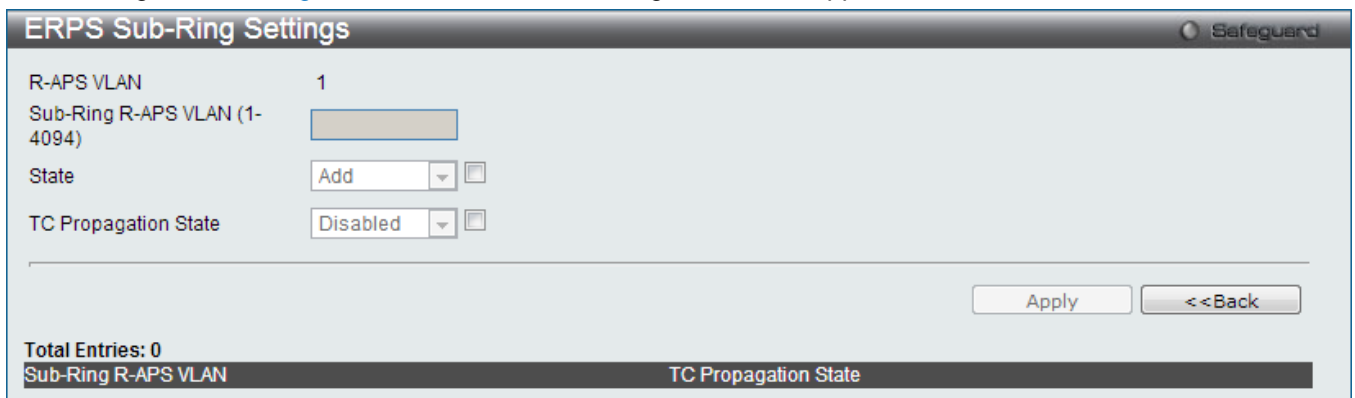 ERPS Sub-Ring Settings
Safeguard
R-APS VLAN 1
Sub-Ring R-APS VLAN (1-
4094)
State Add
TC Propagation State Disabled
Apply <<Back
Total Entries: 0
Sub-Ring R-APS VLAN TC Propagation State